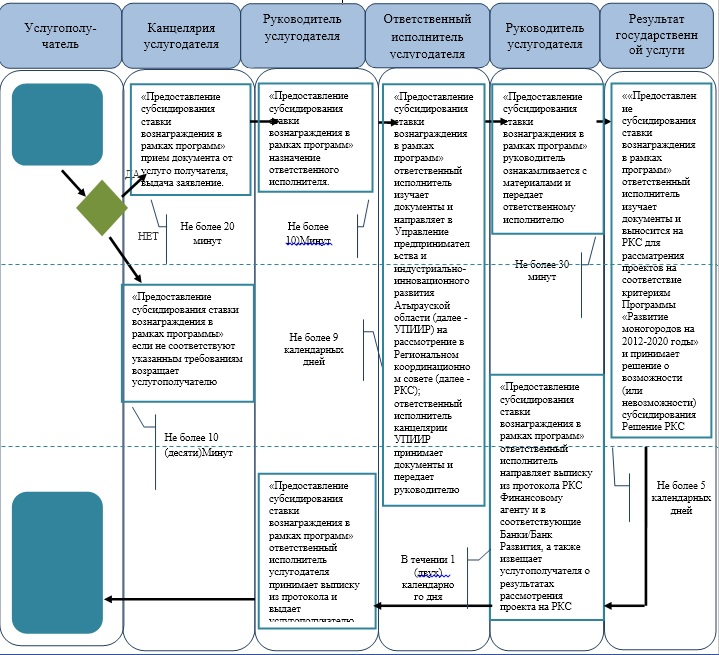 Услугополу-
чатель
Канцелярия
услугодателя
Руководитель
услугодателя
Ответственный
исполнитель
услугодателя
Руководитель
услугодателя
Результат
государственн
ой услуги
«Предоставление
субсидирования
ставки
вознаграждения в
рамках программ»
прием документа от
услуго получателя,
выдача заявление.
ДА
НЕТ
Не более 20
минут
«Предоставление
субсидирования ставки
вознаграждения в
рамках программы»
если не соответствуют
указанным требованиям
возращает
услугополучателю
Не более 10
(десяти)Минут
«Предоставление
субсидирования
ставки
вознаграждения в
рамках программ»
назначение
ответственного
исполнителя.
Не более
10)Минут
Не более 9
календарных
дней
«Предоставление
субсидирования
ставки
вознаграждения в
рамках программ»
ответственный
исполнитель
услугодателя
принимает выписку
из протокола и
выдает
услугополучателю
«Предоставление
субсидирования
ставки
вознаграждения
в рамках
программ»
ответственный
исполнитель
изучает
документы и
направляет в
Управление
предпринимател
ьства и
индустриально-
инновационного
развития
Атырауской
области (далее -
УПИИР) на
рассмотрение в
Региональном
координационно
м совете (далее -
РКС);
ответственный
исполнитель
канцелярии
УПИИР
принимает
документы и
передает
руководителю
В течении 1
(двух)
календарно
го дня
«Предоставление
субсидирования
ставки
вознаграждения в
рамках программ»
руководитель
ознакамливается с
материалами и
передает
ответственному
исполнителю
Не более 30
минут
«Предоставление
субсидирования
ставки
вознаграждения в
рамках программ»
ответственный
исполнитель
направляет выписку
из протокола РКС
Финансовому
агенту и в
соответствующие
Банки/Банк
Развития, а также
извещает
услугополучателя о
результатах
рассмотрения
проекта на РКС
««Предоставлен
ие
субсидирования
ставки
вознаграждения
в рамках
программ»
ответственный
исполнитель
изучает
документы и
выносится на
РКС для
рассматрения
проектов на
соответствие
критериям
Программы
«Развитие
моногородов на
2012-2020 годы»
и принимает
решение о
возможности
(или
невозможности)
субсидирования
Решение РКС
Не более 5
календарных
дней